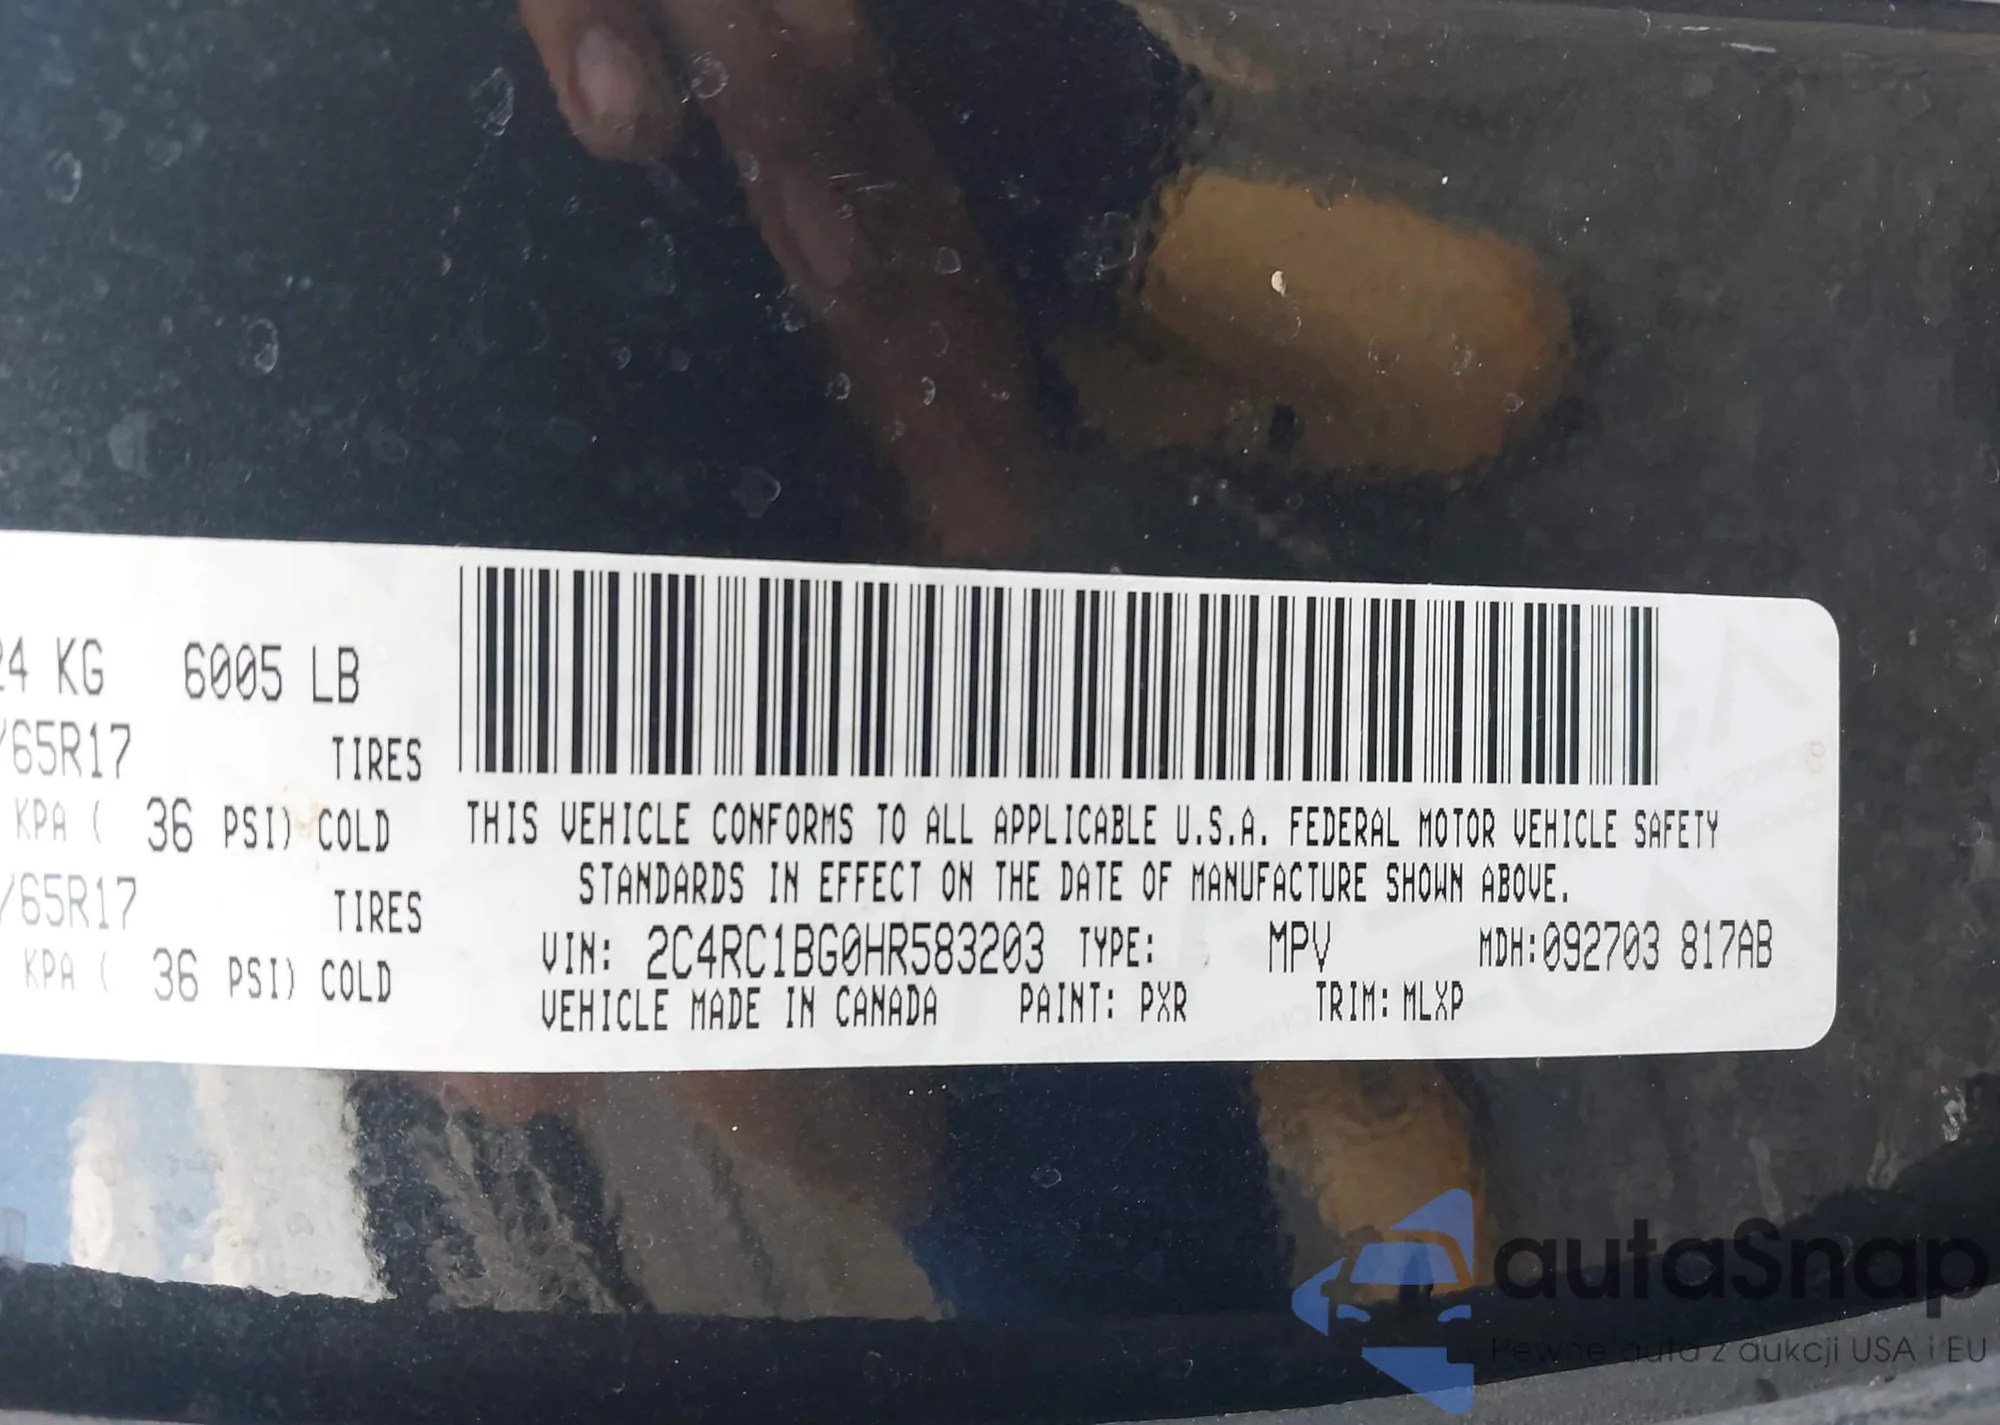 24 KG 6005 LB
/65R17 TIRES
KPA ( 36 PSI) COLD
/65R17 TIRES
KPA ( 36 PSI) COLD
THIS VEHICLE CONFORMS TO ALL APPLICABLE U.S.A. FEDERAL MOTOR VEHICLE SAFETY
STANDARDS IN EFFECT ON THE DATE OF MANUFACTURE SHOWN ABOVE.
VIN: 2C4RC1BG0HR583203 TYPE: MPV MDH:092703 817AB
VEHICLE MADE IN CANADA PAINT: PXR TRIM: MLXP
autaSnap
Pewne auta z aukcji USA i EU